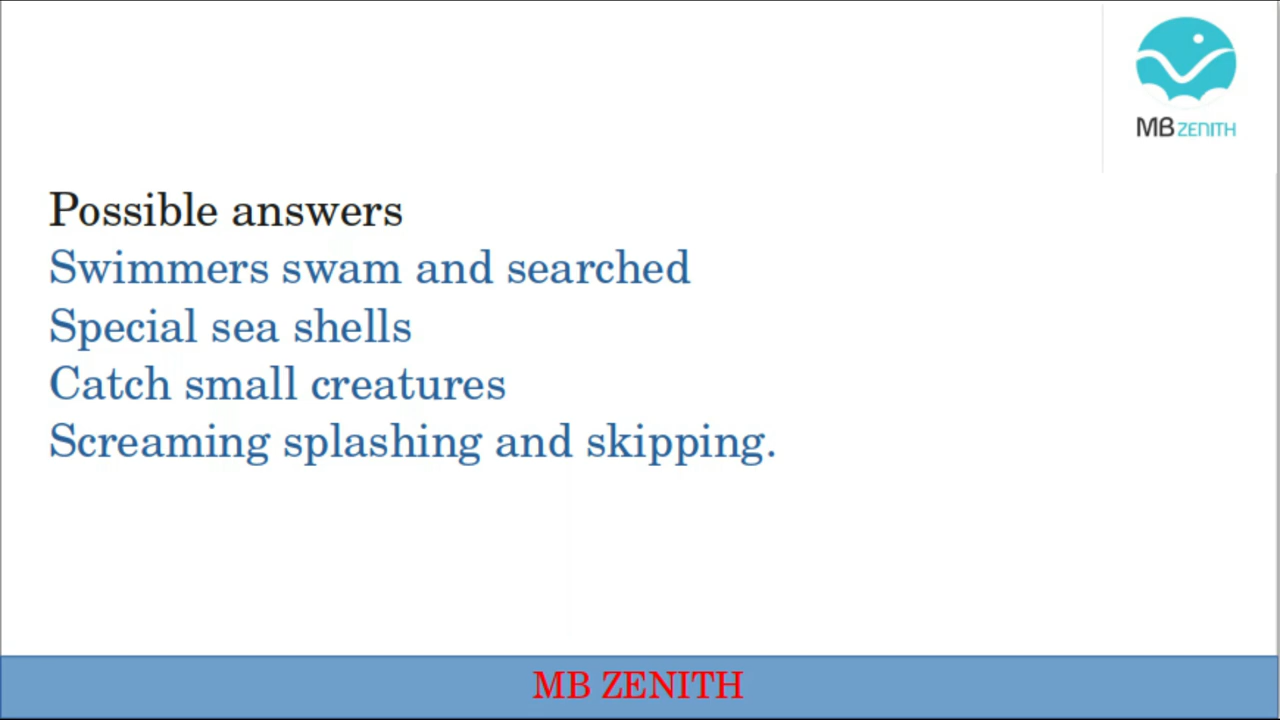 MB ZENITH
Possible answers
Swimmers swam and searched
Special sea shells
Catch small creatures
Screaming splashing and skipping.
MB ZENITH